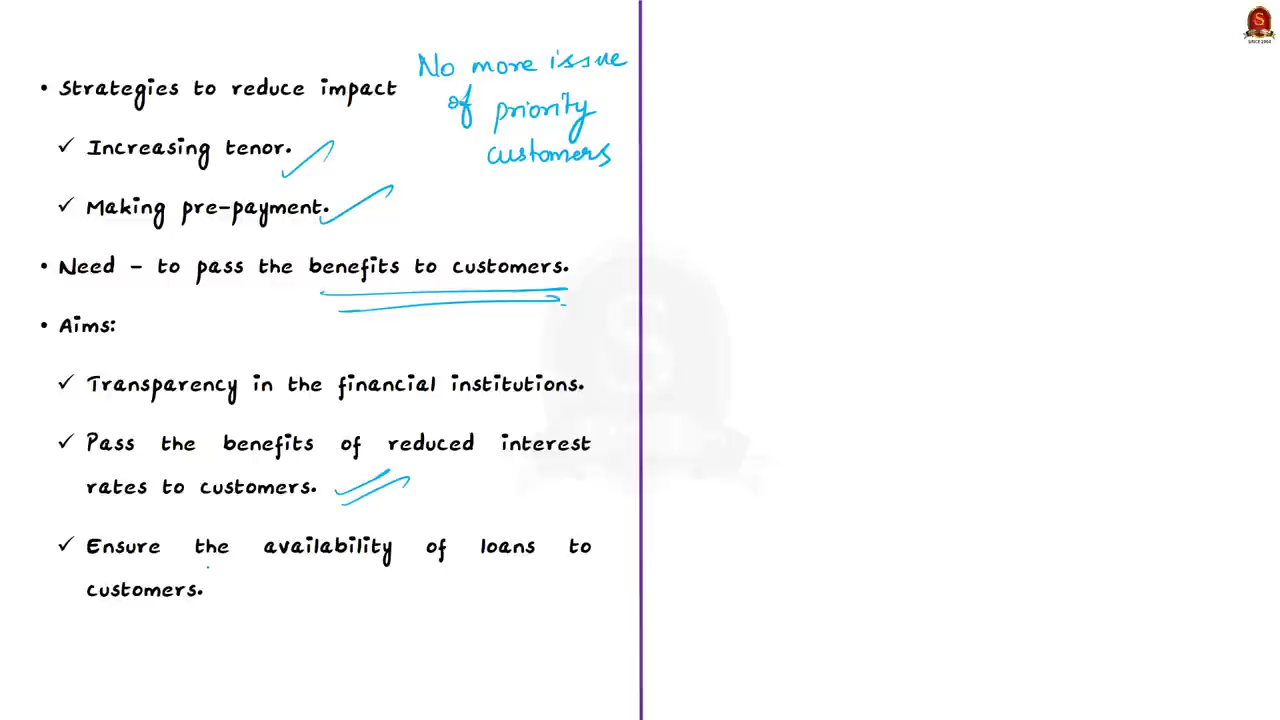 • Strategies to reduce impact
✓ Increasing tenor.
✓ Making pre-payment.
No more issue
of priority
customers
• Need - to pass the benefits to customers.
• Aims:
✓ Transparency in the financial institutions.
✓ Pass the benefits of reduced interest
rates to customers.
✓ Ensure the availability of loans to
customers.
S
SINCE 2004